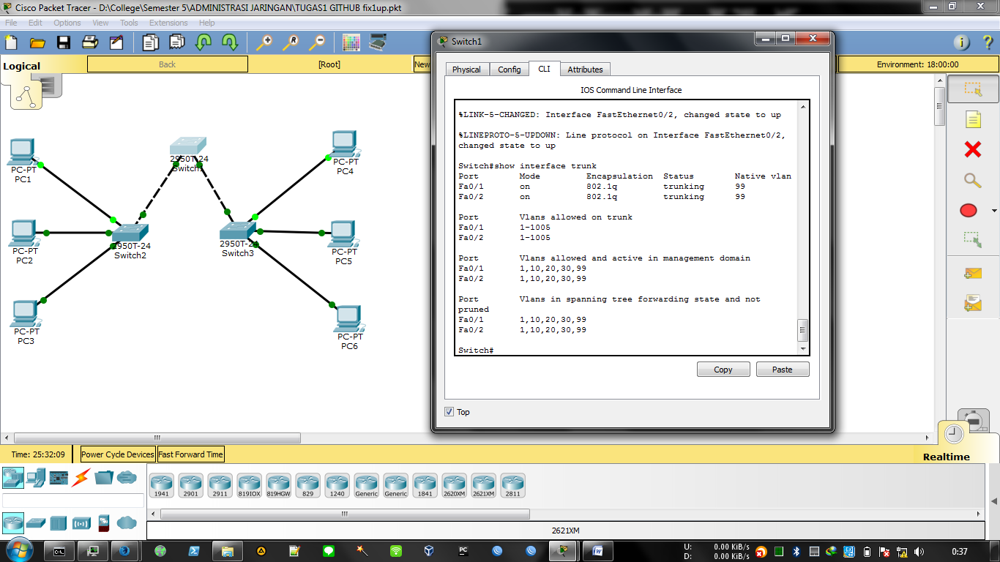 Cisco Packet Tracer - D:\College\Semester 5\ADMINISTRASI JARINGAN\TUGAS1 GITHUB fix1up.pkt
File Edit Options View Tools Extensions Help
Logical
Back
[Root]
New
Environment: 18:00:00
PC-PT
PC1
PC-PT
PC2
PC-PT
PC3
2950T-24
Switch1
2950T-24
Switch2
2950T-24
Switch3
PC-PT
PC4
PC-PT
PC5
PC-PT
PC6
Switch1
Physical Config CLI Attributes
IOS Command Line Interface
%LINK-5-CHANGED: Interface FastEthernet0/2, changed state to up
%LINEPROTO-5-UPDOWN: Line protocol on Interface FastEthernet0/2,
changed state to up
Switch#show interface trunk
Port Mode Encapsulation Status Native vlan
Fa0/1 on 802.1q trunking 99
Fa0/2 on 802.1q trunking 99
Port Vlans allowed on trunk
Fa0/1 1-1005
Fa0/2 1-1005
Port Vlans allowed and active in management domain
Fa0/1 1,10,20,30,99
Fa0/2 1,10,20,30,99
Port Vlans in spanning tree forwarding state and not
pruned
Fa0/1 1,10,20,30,99
Fa0/2 1,10,20,30,99
Switch#
Copy Paste
Top
Time: 25:32:09
Power Cycle Devices Fast Forward Time
Realtime
1941 2901 2911 819IOX 819HGW 829 1240 Generic Generic 1841 2620XM 2621XM 2811
2621XM
U: 0.00 KiB/s
D: 0.00 KiB/s
0:37